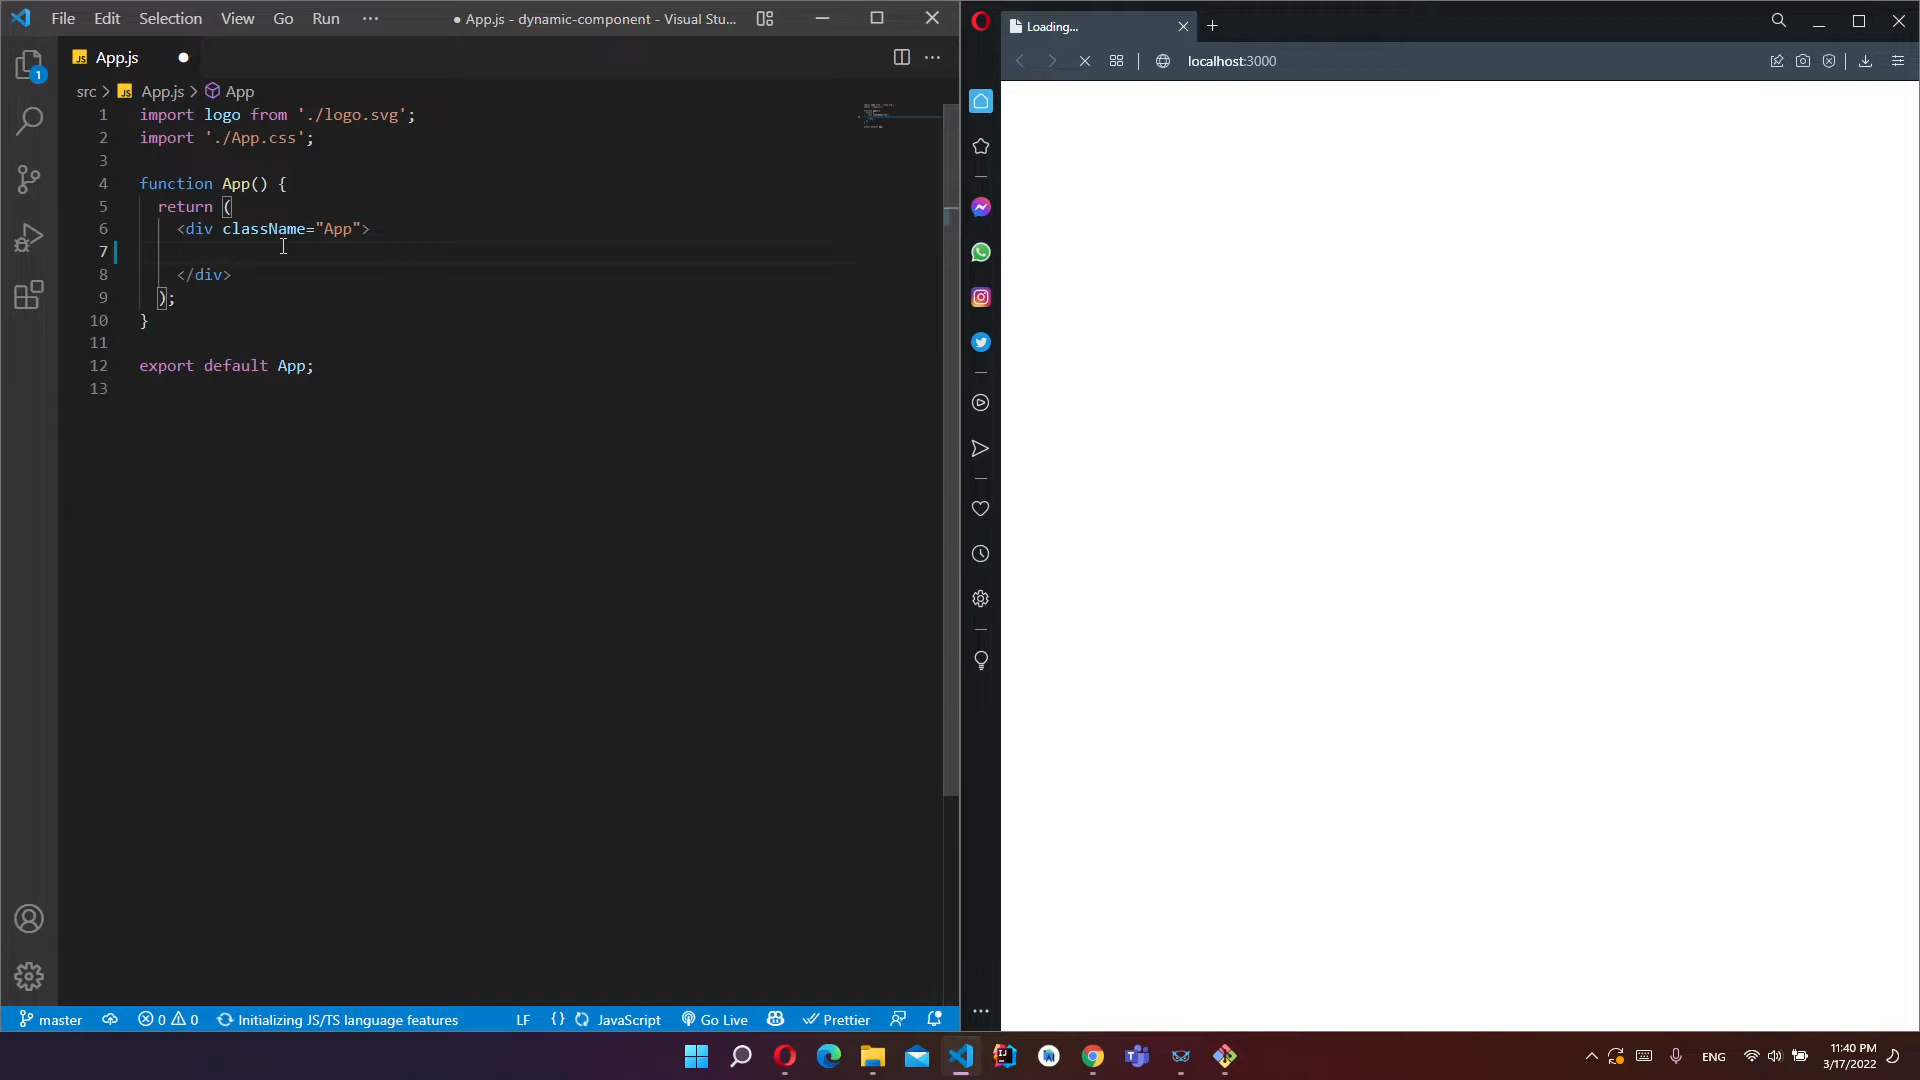 File Edit Selection View Go Run ···
● App.js - dynamic-component - Visual Stu...
App.js
src > App.js > App
1 import logo from './logo.svg';
2 import './App.css';
3
4 function App() {
5 return (
6 <div className="App">
7
8 </div>
9 );
10 }
11
12 export default App;
13
1
master 0 0 Initializing JS/TS language features LF {} JavaScript Go Live Prettier
Loading...
localhost:3000
ENG
11:40 PM
3/17/2022